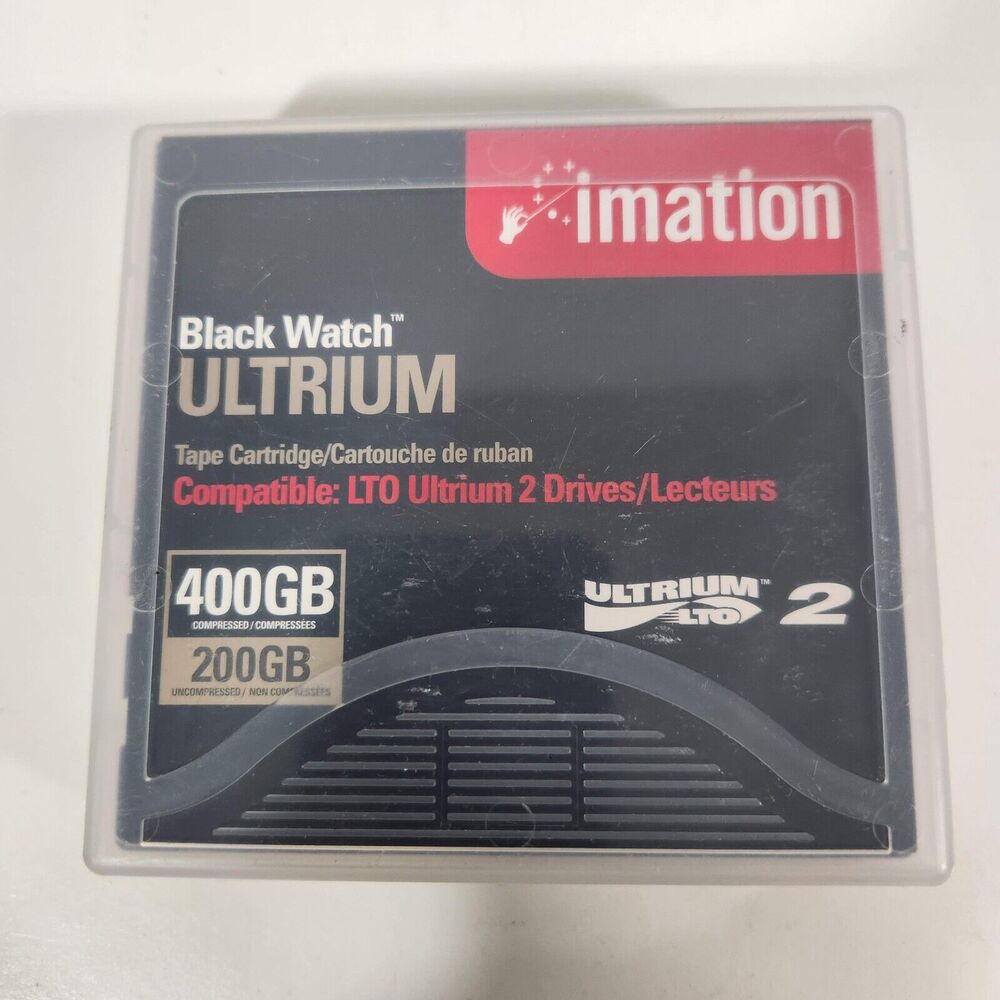 imation
Black Watch™
ULTRIUM
Tape Cartridge/Cartouche de ruban
Compatible: LTO Ultrium 2 Drives/Lecteurs
400GB
COMPRESSED / COMPRESSÉES
200GB
UNCOMPRESSED / NON COMPRESSÉES
ULTRIUM™
LTO
2